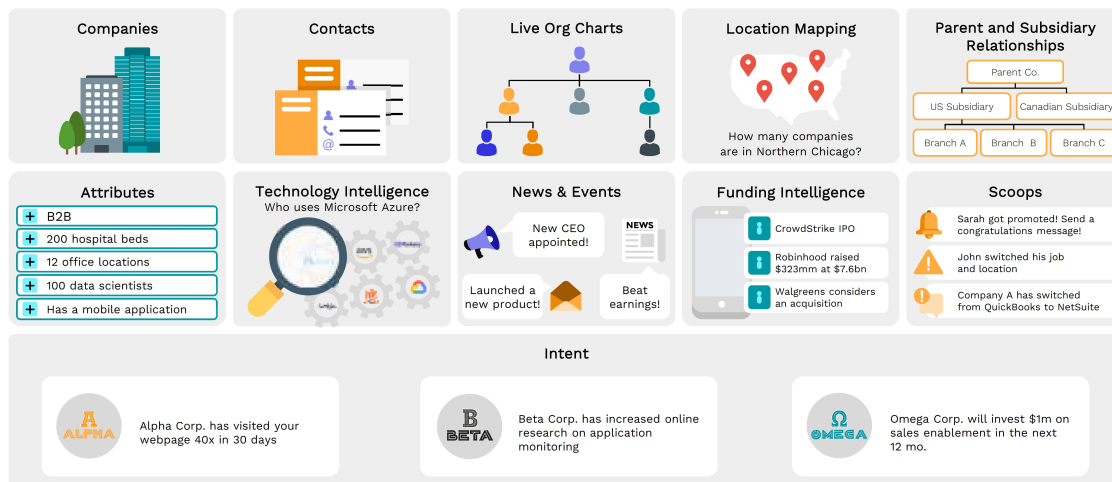 Companies
Contacts
@
Live Org Charts
Location Mapping
How many companies
are in Northern Chicago?
Parent and Subsidiary
Relationships
Parent Co.
US Subsidiary
Canadian Subsidiary
Branch A
Branch B
Branch C
Attributes
B2B
200 hospital beds
12 office locations
100 data scientists
Has a mobile application
Technology Intelligence
Who uses Microsoft Azure?
aws
News & Events
New CEO
appointed!
NEWS
Launched a
new product!
Beat
earnings!
Funding Intelligence
CrowdStrike IPO
Robinhood raised
$323mm at $7.6bn
Walgreens considers
an acquisition
Scoops
Sarah got promoted! Send a
congratulations message!
John switched his job
and location
Company A has switched
from QuickBooks to NetSuite
Intent
A
ALPHA
Alpha Corp. has visited your
webpage 40x in 30 days
B
BETA
Beta Corp. has increased online
research on application
monitoring
Ω
OMEGA
Omega Corp. will invest $1m on
sales enablement in the next
12 mo.